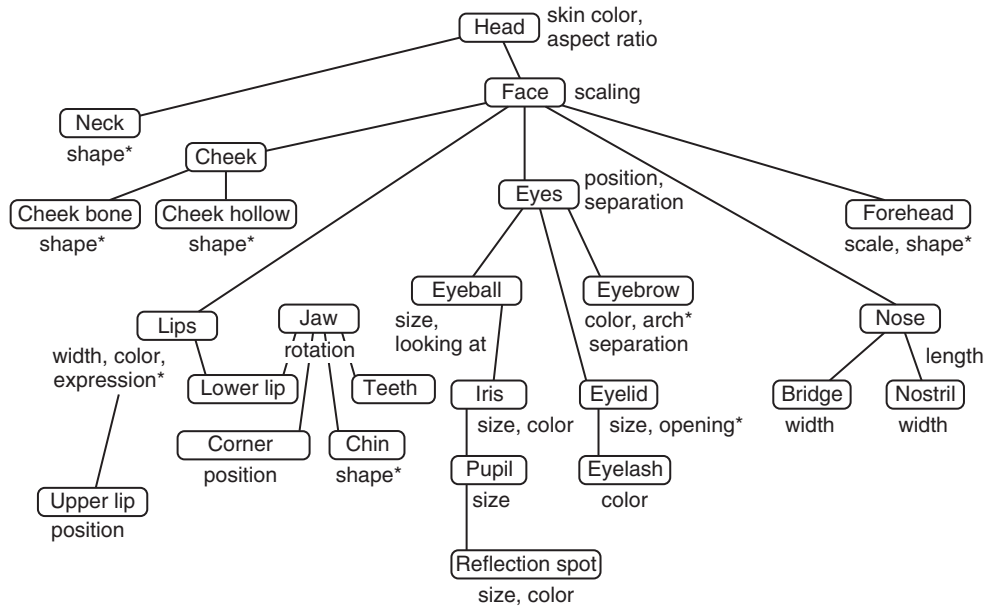 Head
skin color,
aspect ratio
Face
scaling
Neck
shape*
Cheek
Cheek bone
shape*
Cheek hollow
shape*
Eyes
position,
separation
Forehead
scale, shape*
Eyeball
size,
looking at
Eyebrow
color, arch*
separation
Lips
width, color,
expression*
Jaw
rotation
Nose
length
Lower lip
Teeth
Iris
size, color
Eyelid
size, opening*
Bridge
width
Nostril
width
Corner
position
Chin
shape*
Pupil
size
Eyelash
color
Upper lip
position
Reflection spot
size, color